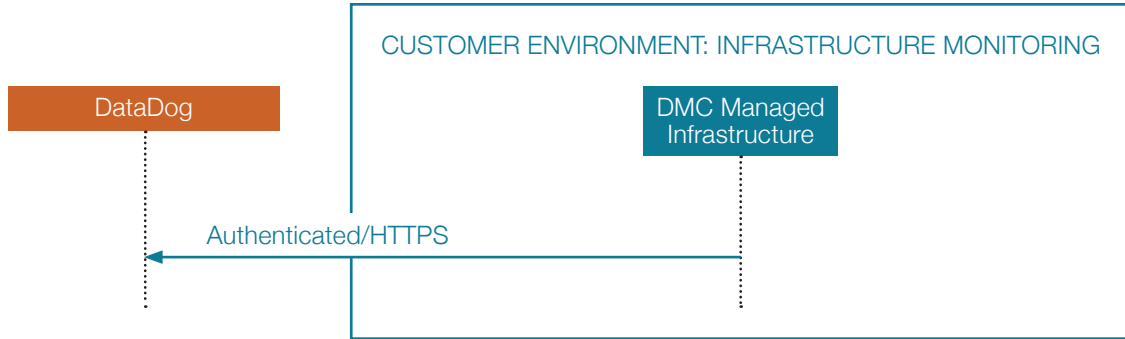 CUSTOMER ENVIRONMENT: INFRASTRUCTURE MONITORING
DataDog
DMC Managed
Infrastructure
Authenticated/HTTPS